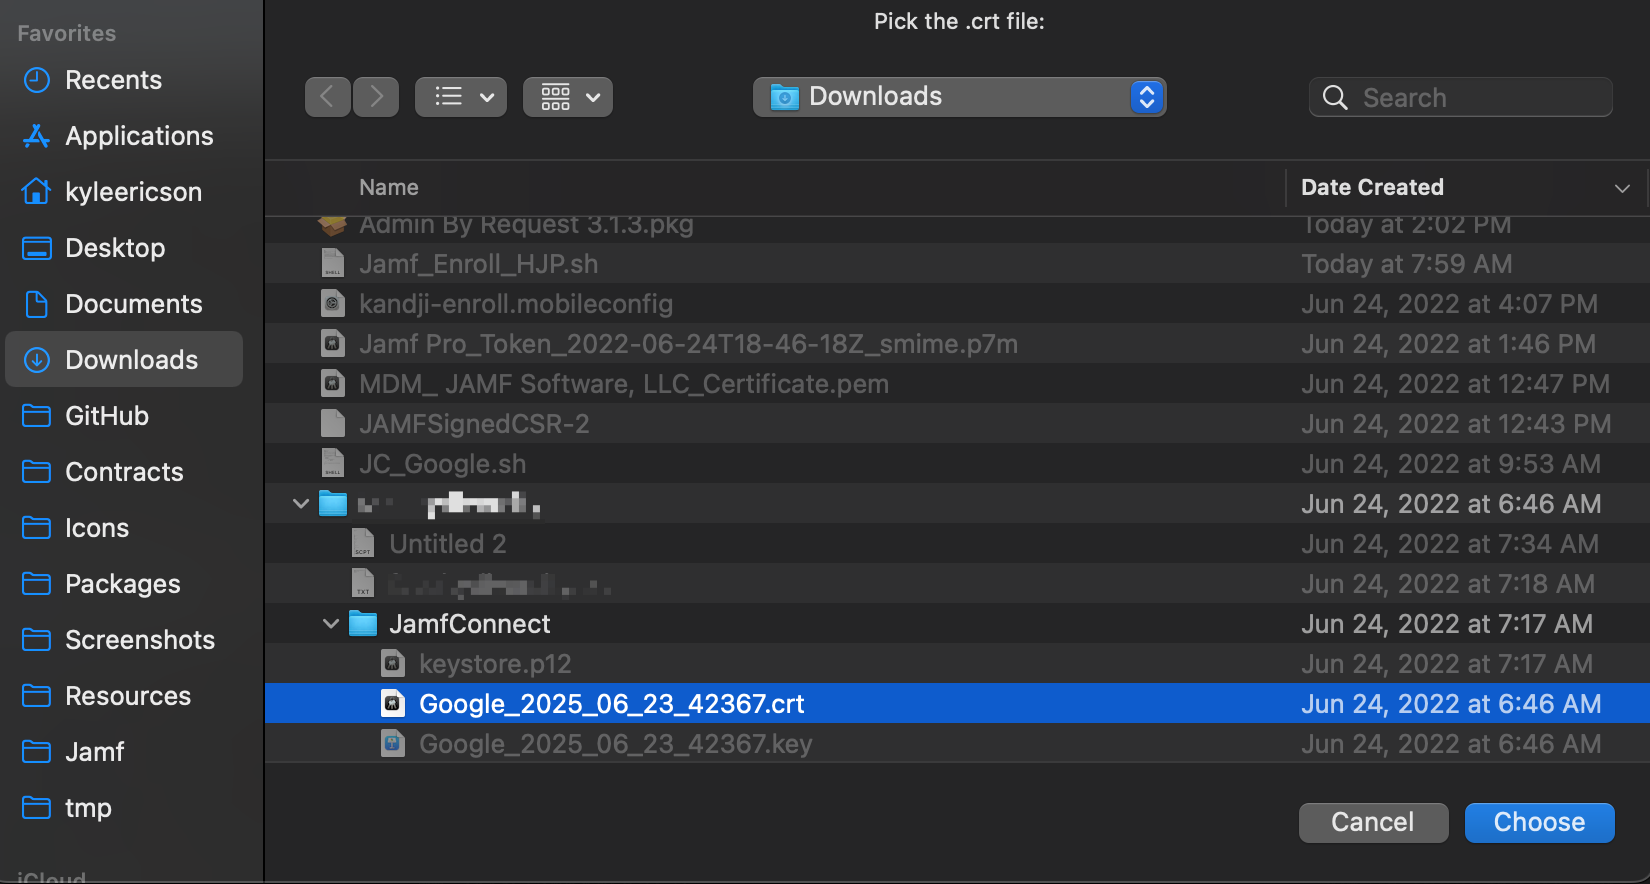 Pick the .crt file:
Favorites
Recents
Applications
kyleericson
Desktop
Documents
Downloads
GitHub
Contracts
Icons
Packages
Screenshots
Resources
Jamf
tmp
iCloud
Downloads
Search
Name Date Created
Admin By Request 3.1.3.pkg Today at 2:02 PM
Jamf_Enroll_HJP.sh Today at 7:59 AM
kandji-enroll.mobileconfig Jun 24, 2022 at 4:07 PM
Jamf Pro_Token_2022-06-24T18-46-18Z_smime.p7m Jun 24, 2022 at 1:46 PM
MDM_ JAMF Software, LLC_Certificate.pem Jun 24, 2022 at 12:47 PM
JAMFSignedCSR-2 Jun 24, 2022 at 12:43 PM
JC_Google.sh Jun 24, 2022 at 9:53 AM
Jun 24, 2022 at 6:46 AM
Untitled 2 Jun 24, 2022 at 7:34 AM
Jun 24, 2022 at 7:18 AM
JamfConnect Jun 24, 2022 at 7:17 AM
keystore.p12 Jun 24, 2022 at 7:17 AM
Google_2025_06_23_42367.crt Jun 24, 2022 at 6:46 AM
Google_2025_06_23_42367.key Jun 24, 2022 at 6:46 AM
Cancel Choose